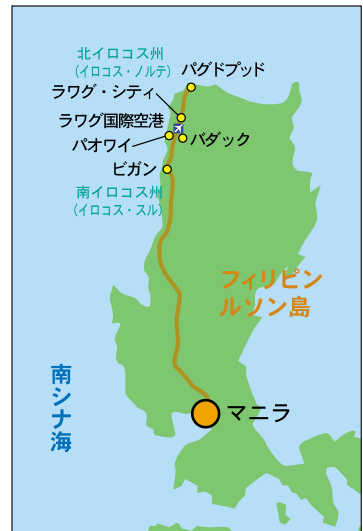 北イロコス州
(イロコス・ノルテ)
パグドプッド
ラワグ・シティ
ラワグ国際空港
パオワイ
バダック
ビガン
南イロコス州
(イロコス・スル)
フィリピン
ルソン島
南シナ海
マニラ